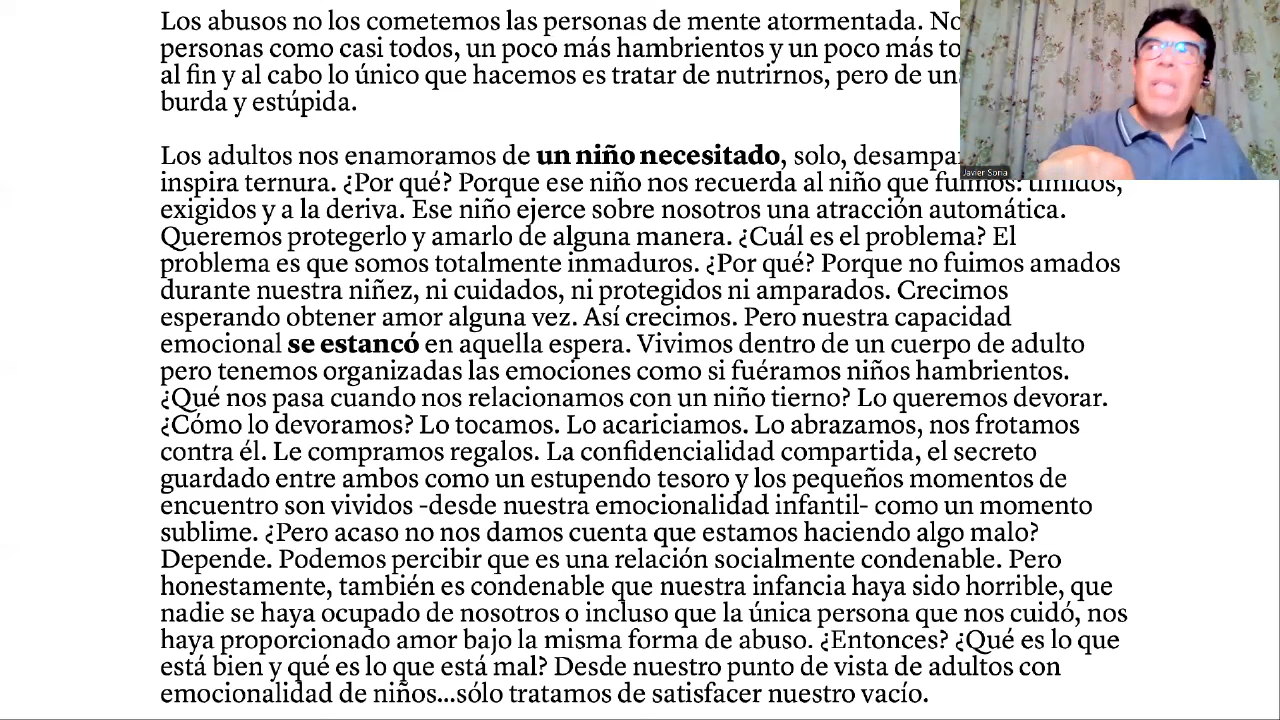 Los abusos no los cometemos las personas de mente atormentada. No
personas como casi todos, un poco más hambrientos y un poco más
al fin y al cabo lo único que hacemos es tratar de nutrirnos, pero de
burda y estúpida.
Los adultos nos enamoramos de un niño necesitado, solo,
inspira ternura. ¿Por qué? Porque ese niño nos recuerda al niño que fuimos: tímidos,
exigidos y a la deriva. Ese niño ejerce sobre nosotros una atracción automática.
Queremos protegerlo y amarlo de alguna manera. ¿Cuál es el problema? El
problema es que somos totalmente inmaduros. ¿Por qué? Porque no fuimos amados
durante nuestra niñez, ni cuidados, ni protegidos ni amparados. Crecimos
esperando obtener amor alguna vez. Así crecimos. Pero nuestra capacidad
emocional se estancó en aquella espera. Vivimos dentro de un cuerpo de adulto
pero tenemos organizadas las emociones como si fuéramos niños hambrientos.
¿Qué nos pasa cuando nos relacionamos con un niño tierno? Lo queremos devorar.
¿Cómo lo devoramos? Lo tocamos. Lo acariciamos. Lo abrazamos, nos frotamos
contra él. Le compramos regalos. La confidencialidad compartida, el secreto
guardado entre ambos como un estupendo tesoro y los pequeños momentos de
encuentro son vividos -desde nuestra emocionalidad infantil- como un momento
sublime. ¿Pero acaso no nos damos cuenta que estamos haciendo algo malo?
Depende. Podemos percibir que es una relación socialmente condenable. Pero
honestamente, también es condenable que nuestra infancia haya sido horrible, que
nadie se haya ocupado de nosotros o incluso que la única persona que nos cuidó, nos
haya proporcionado amor bajo la misma forma de abuso. ¿Entonces? ¿Qué es lo que
está bien y qué es lo que está mal? Desde nuestro punto de vista de adultos con
emocionalidad de niños...sólo tratamos de satisfacer nuestro vacío.
Javier Soria